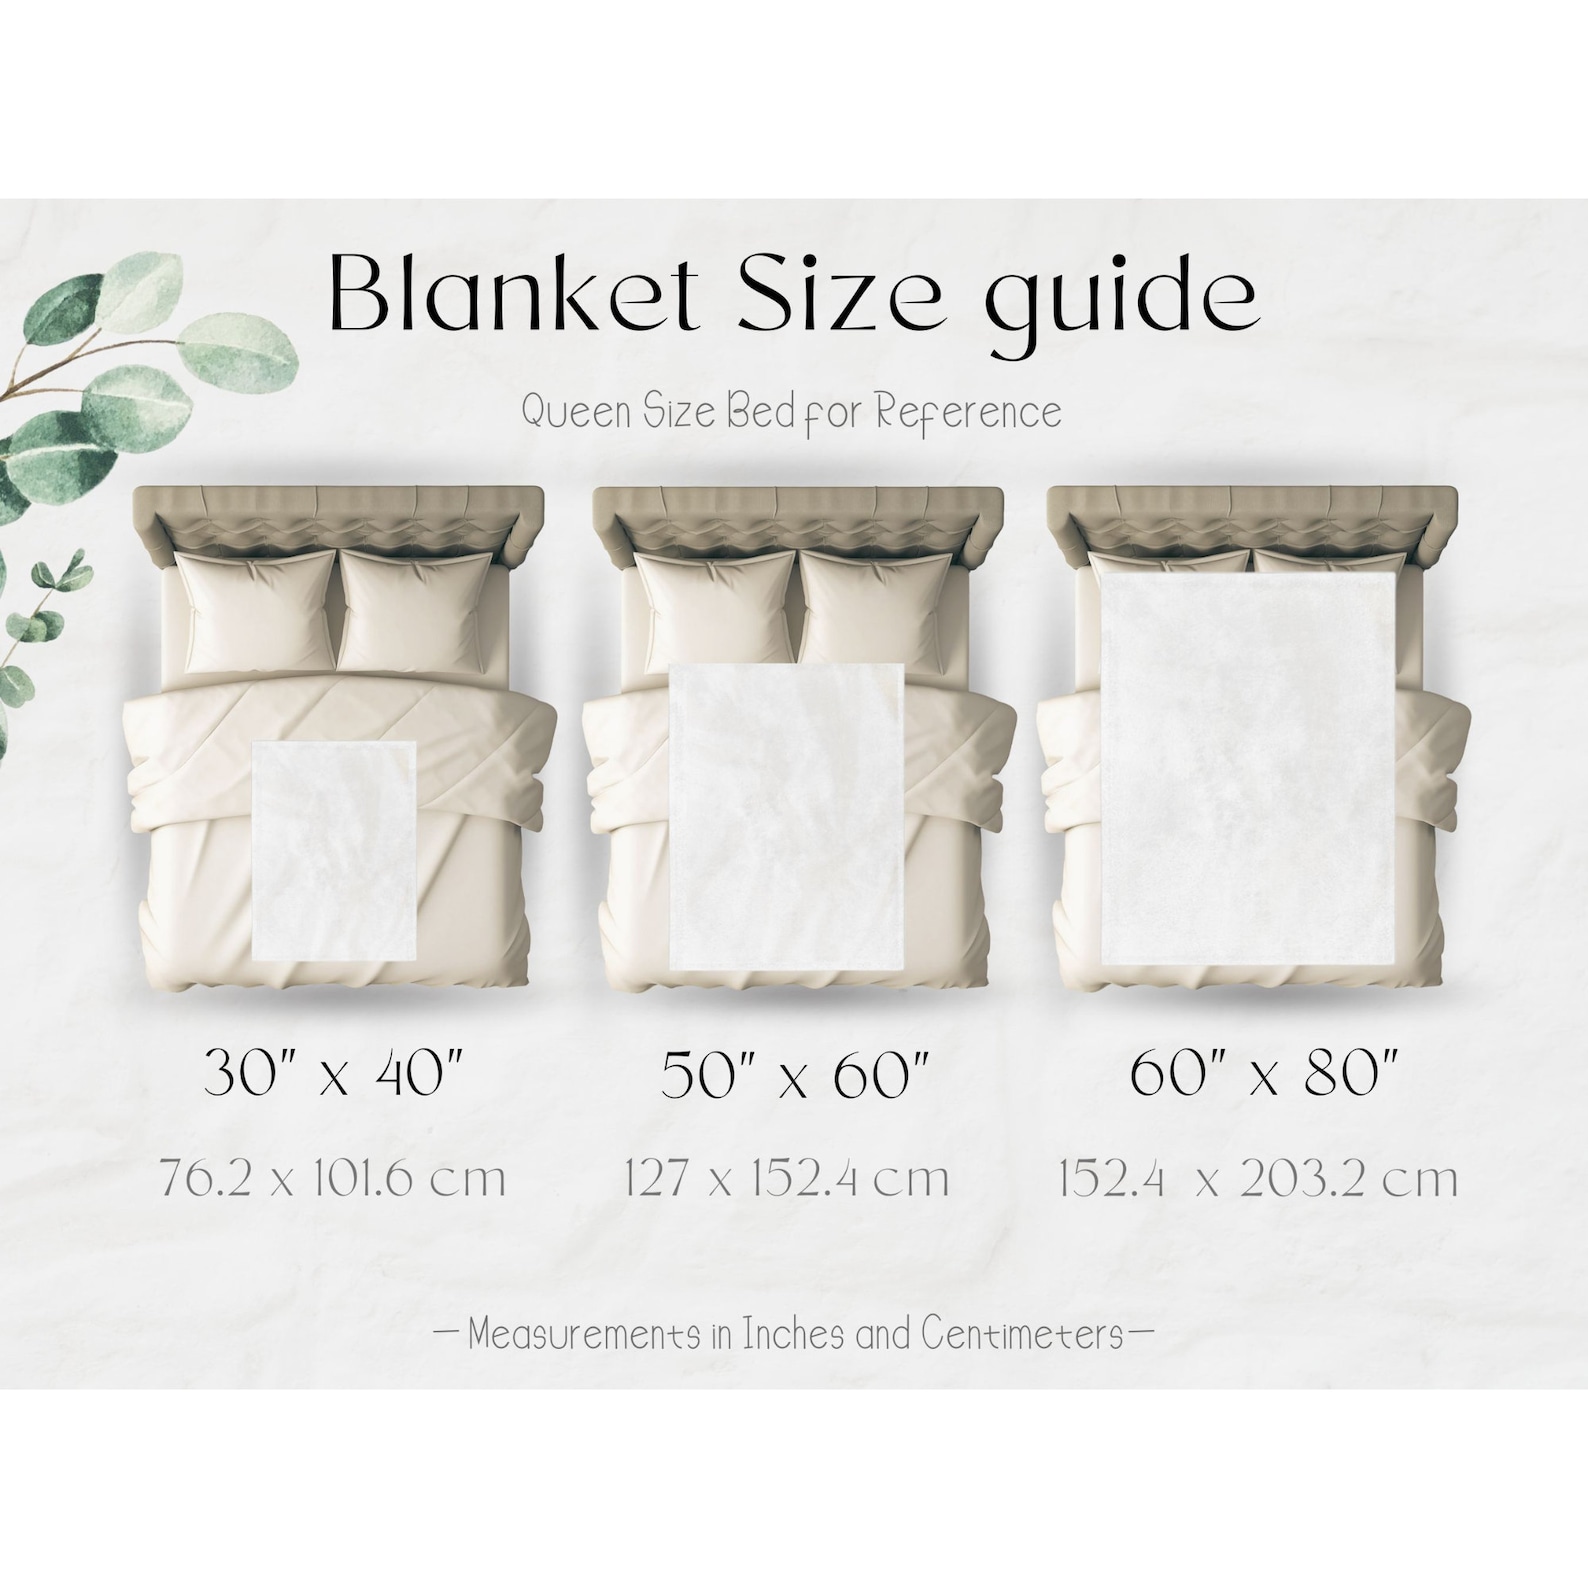 Blanket Size guide
Queen Size Bed for Reference
30" x 40"
50" x 60"
60" x 80"
76.2 x 101.6 cm
127 x 152.4 cm
152.4 x 203.2 cm
— Measurements in Inches and Centimeters—